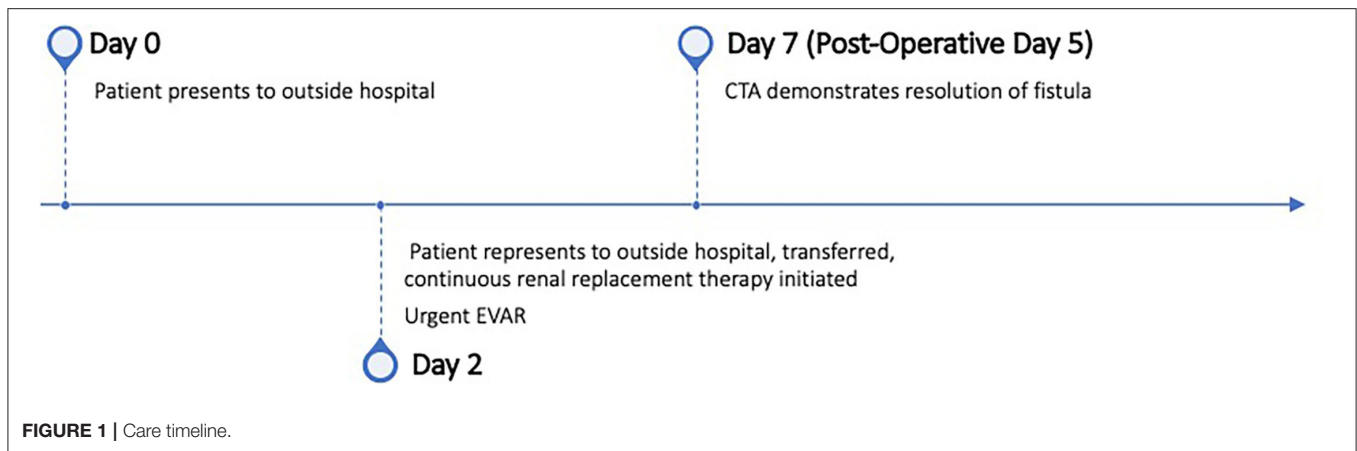 Day 0
Patient presents to outside hospital
Day 7 (Post-Operative Day 5)
CTA demonstrates resolution of fistula
Patient represents to outside hospital, transferred,
continuous renal replacement therapy initiated
Urgent EVAR
Day 2
FIGURE 1 | Care timeline.